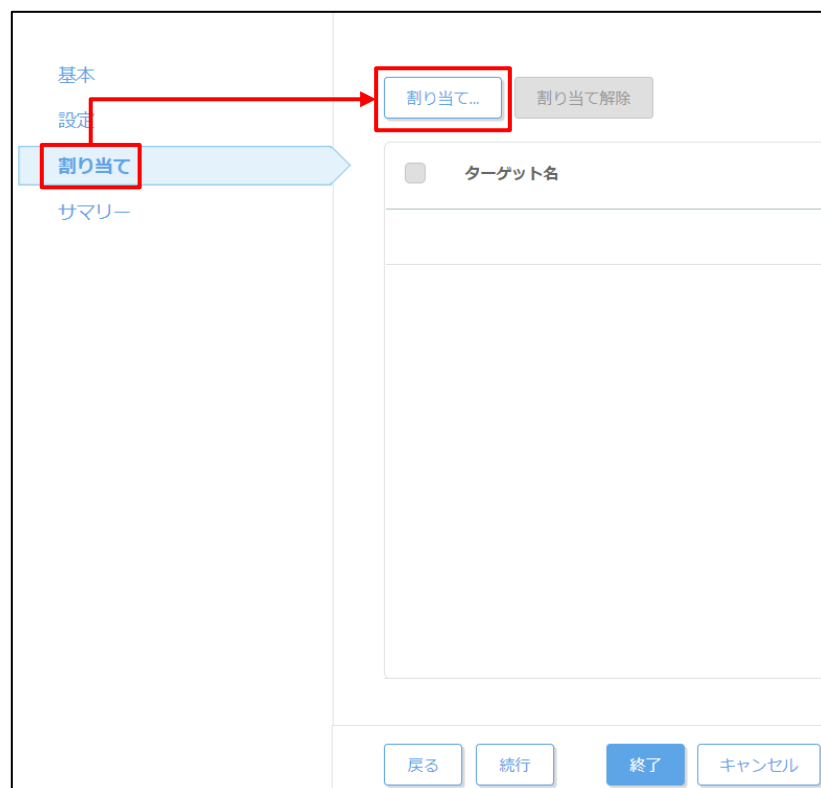 基本
設定
割り当て
サマリー
割り当て... 割り当て解除
ターゲット名
戻る 続行 終了 キャンセル